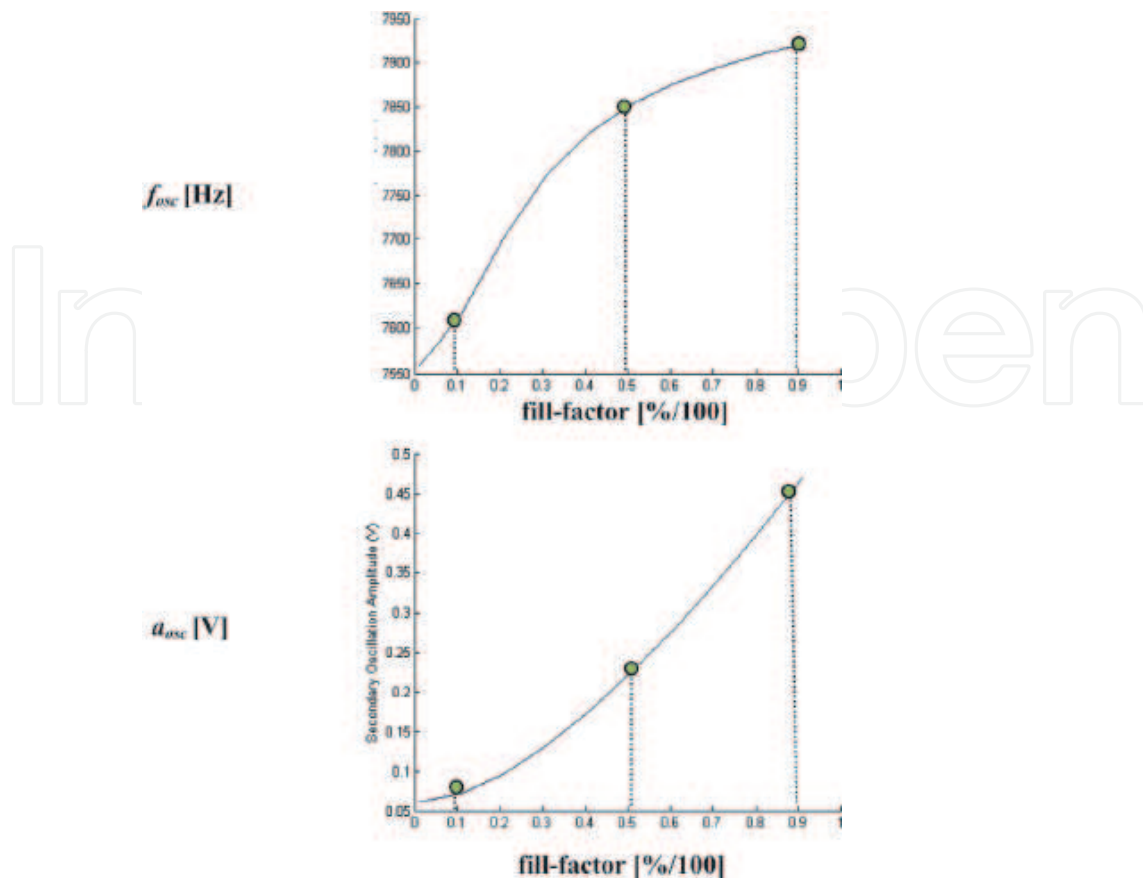 7950
7900
7850
7800
7750
7700
7650
7600
7550
f_osc [Hz]
0 0.1 0.2 0.3 0.4 0.5 0.6 0.7 0.8 0.9 1
fill-factor [%/100]
In pen
0.5
0.45
0.4
0.35
0.3
0.25
0.2
0.15
0.1
0.05
Secondary Oscillation Amplitude (V)
a_osc [V]
0 0.1 0.2 0.3 0.4 0.5 0.6 0.7 0.8 0.9 1
fill-factor [%/100]